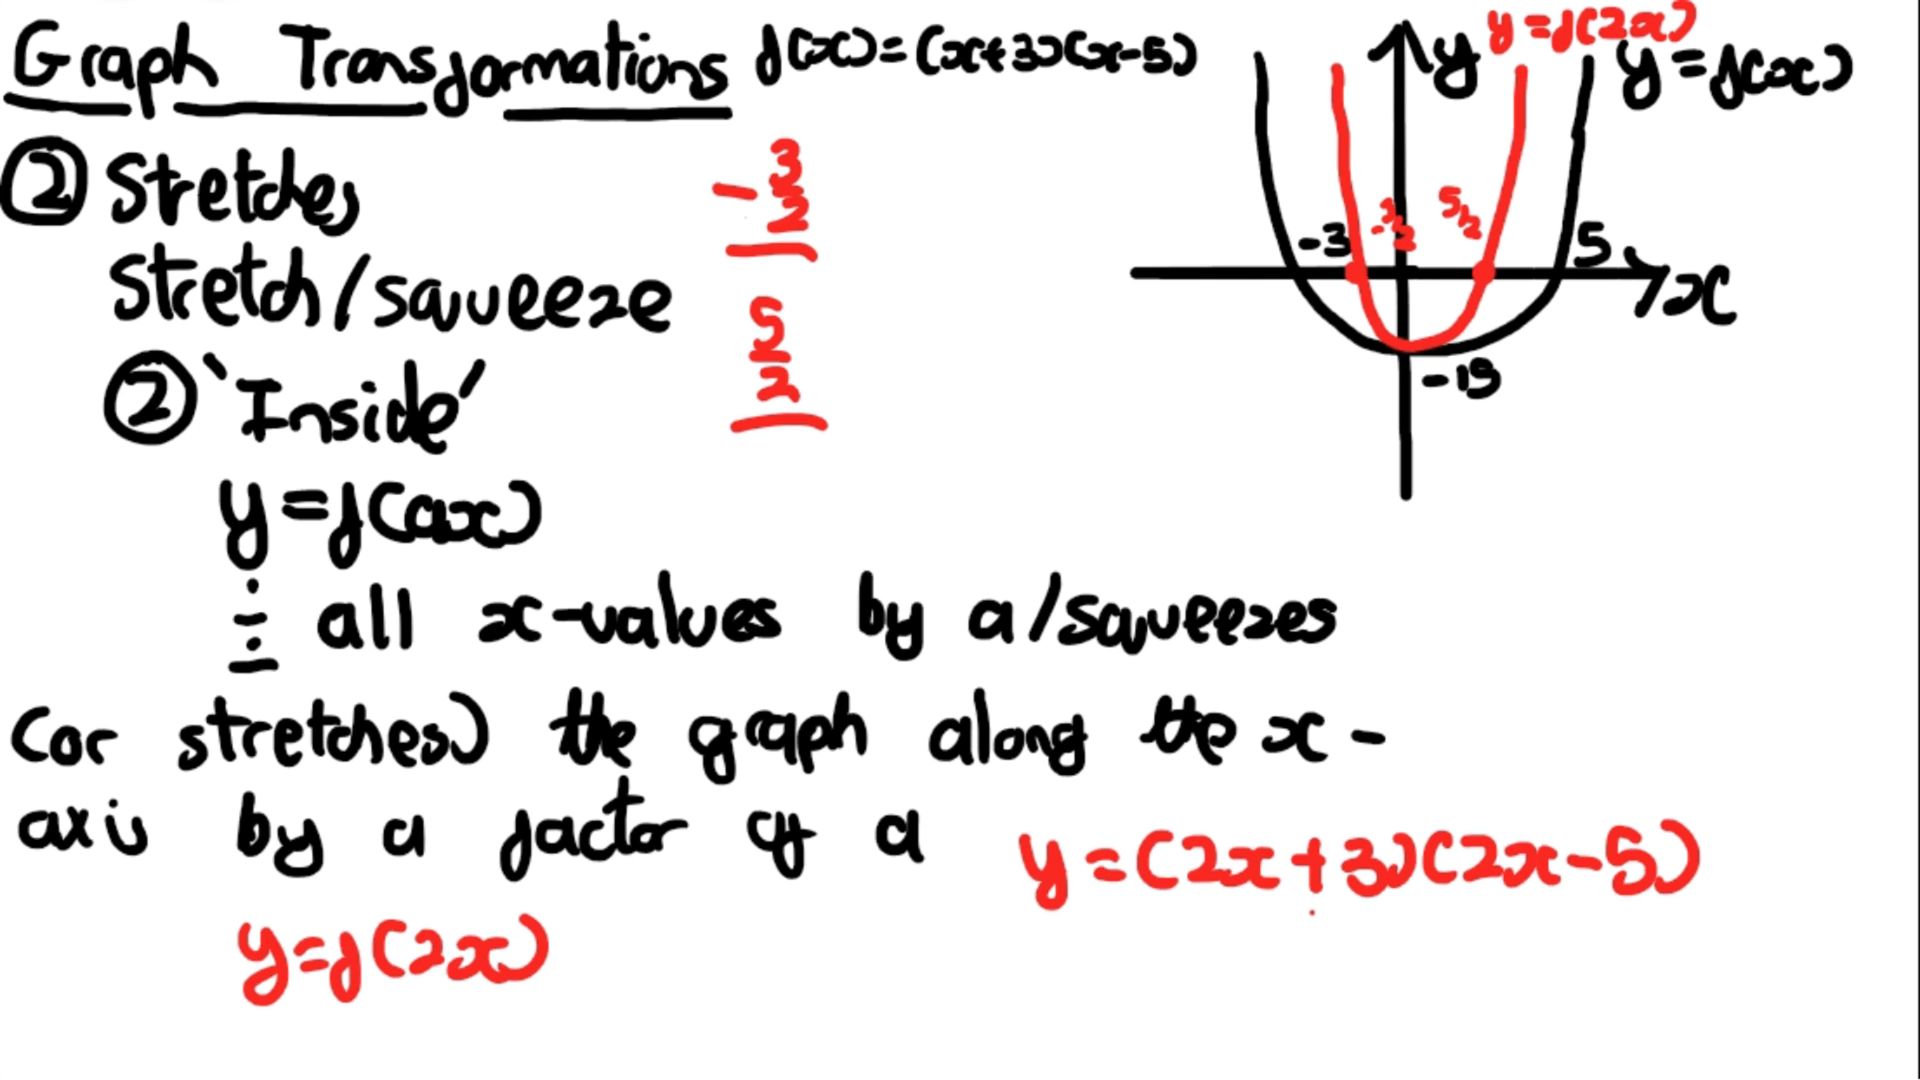 Graph Transformations f(x)=(x+3)(x-5)
② Stretches
Stretch/squeeze
② 'Inside'
y=f(ax)
÷ all x-values by a/squeezes
(or stretches) the graph along the x-
axis by a factor of a
y=f(2x)
y=(2x+3)(2x-5)
-3/2
5/2
y
y=f(2x)
y=f(x)
-3
-3/2
5/2
5
x
-15